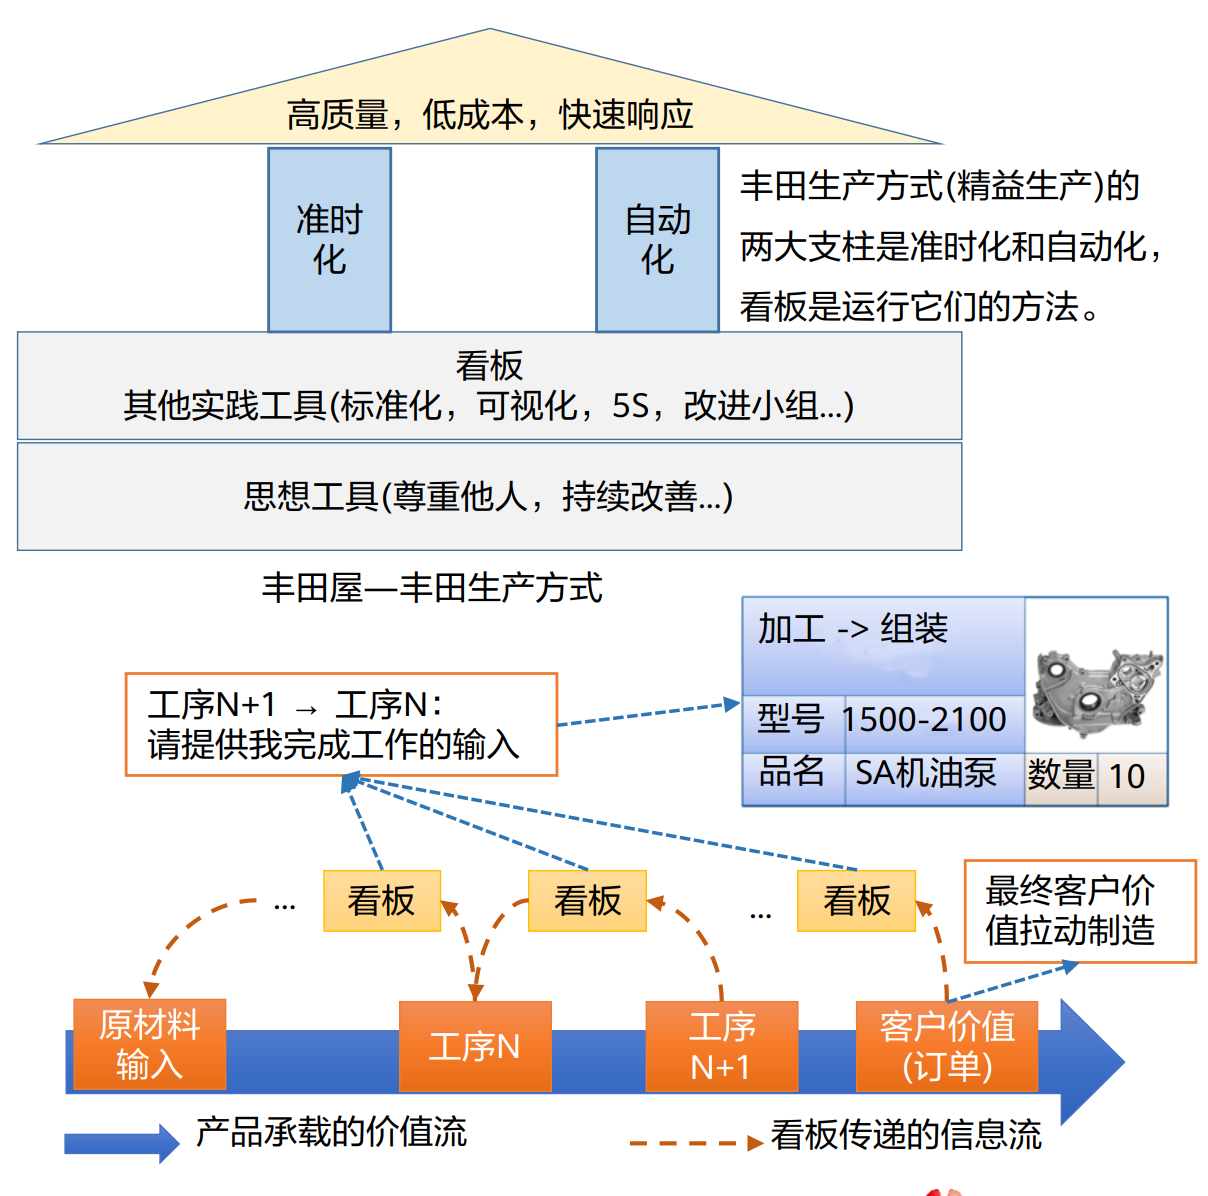 高质量，低成本，快速响应
准时
化
自动
化
丰田生产方式(精益生产)的
两大支柱是准时化和自动化，
看板是运行它们的方法。
看板
其他实践工具(标准化，可视化，5S，改进小组...)
思想工具(尊重他人，持续改善...)
丰田屋—丰田生产方式
加工 -> 组装
型号 1500-2100
品名 SA机油泵 数量 10
工序N+1 → 工序N：
请提供我完成工作的输入
... 看板 看板 ... 看板
最终客户价
值拉动制造
原材料
输入
工序N
工序
N+1
客户价值
(订单)
产品承载的价值流
看板传递的信息流